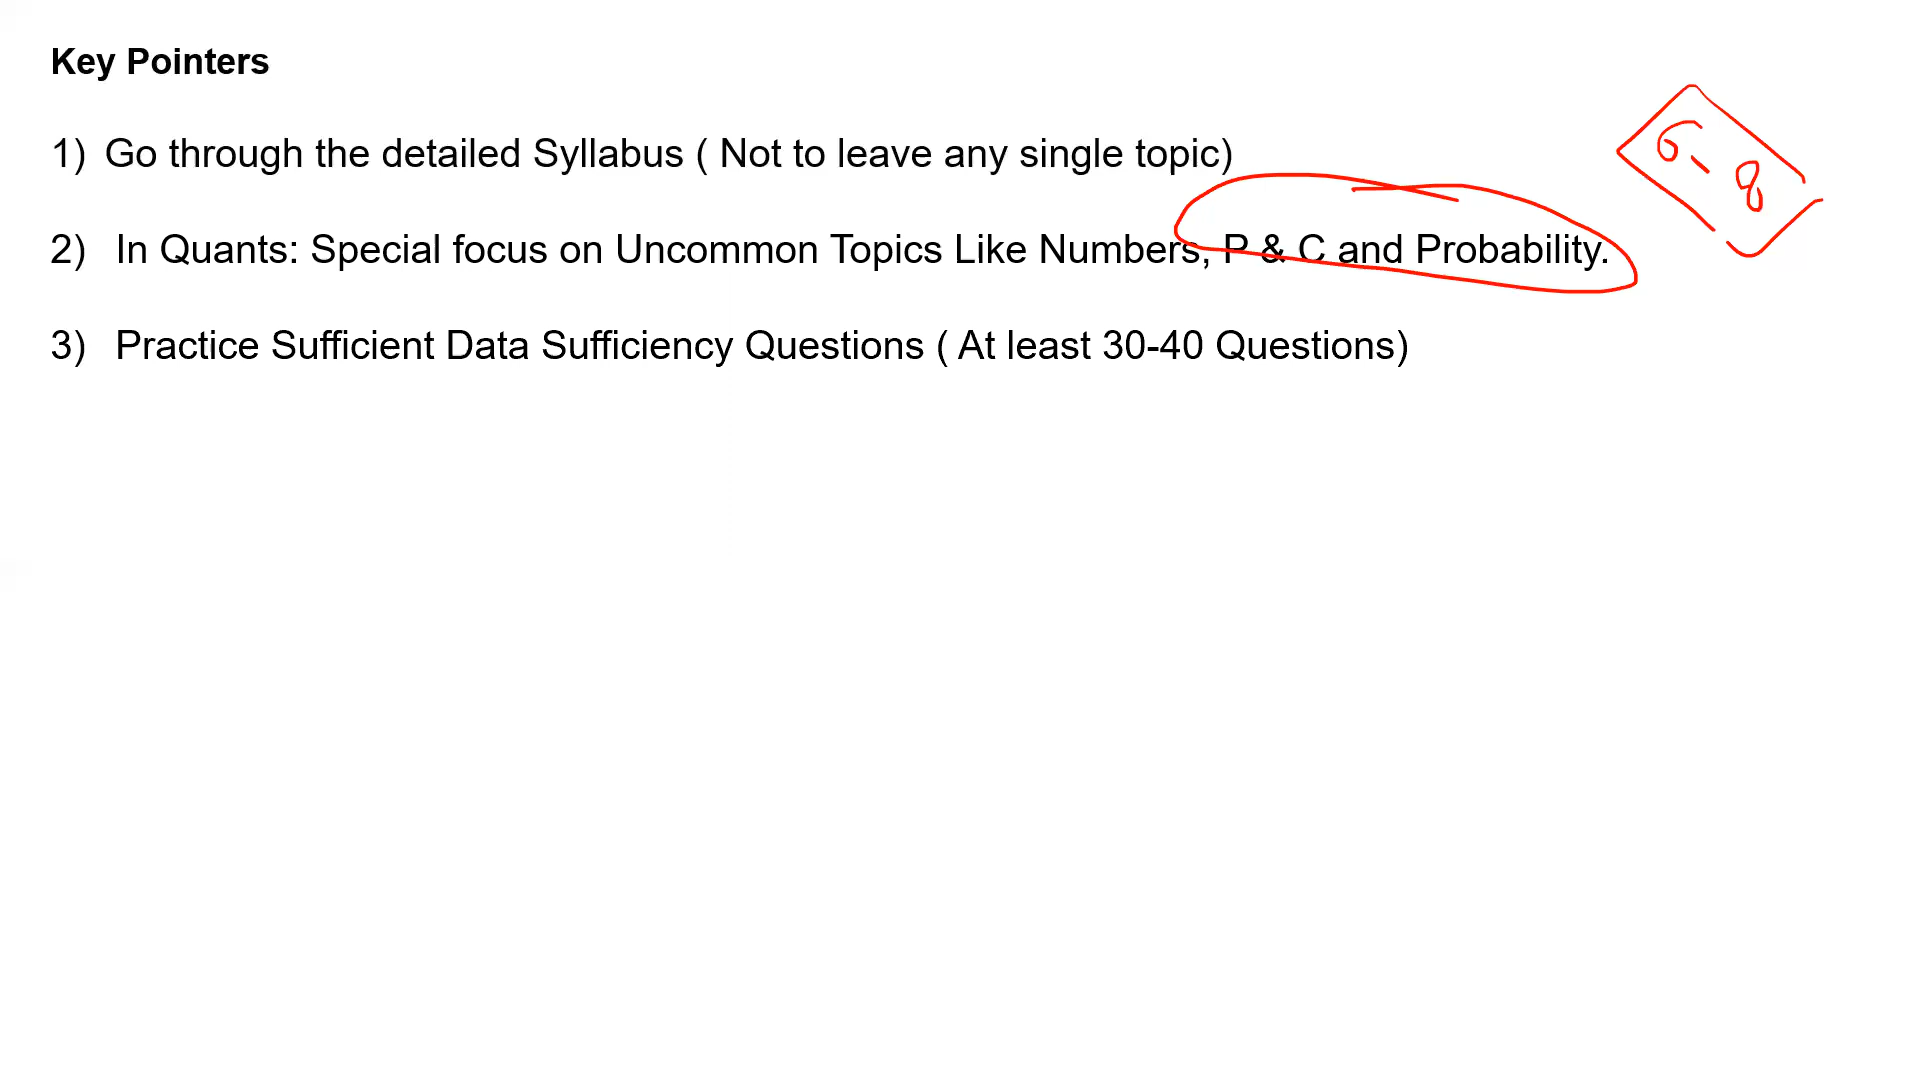 Key Pointers
1) Go through the detailed Syllabus ( Not to leave any single topic)
6-8
2) In Quants: Special focus on Uncommon Topics Like Numbers, P & C and Probability.
3) Practice Sufficient Data Sufficiency Questions ( At least 30-40 Questions)